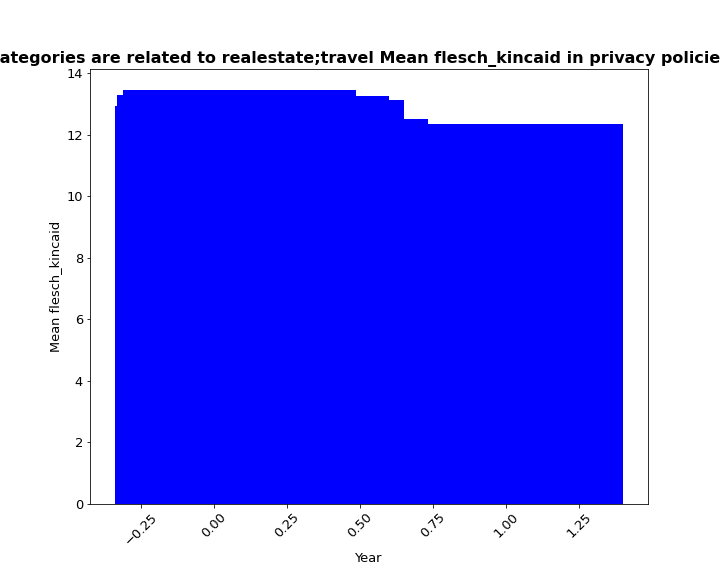 ategories are related to realestate;travel Mean flesch_kincaid in privacy policie
14
12
10
8
6
4
2
0
Mean flesch_kincaid
−0.25 0.00 0.25 0.50 0.75 1.00 1.25
Year